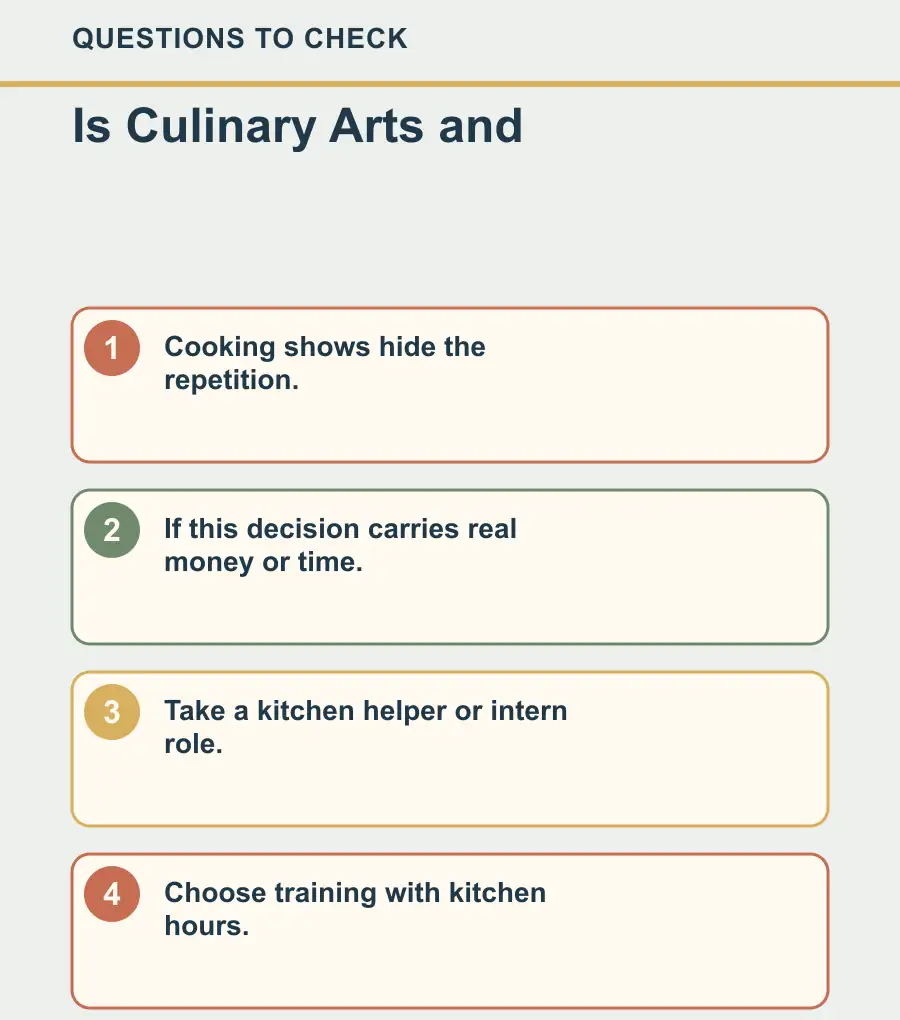 QUESTIONS TO CHECK
Is Culinary Arts and
1
Cooking shows hide the
repetition.
2
If this decision carries real
money or time.
3
Take a kitchen helper or intern
role.
4
Choose training with kitchen
hours.